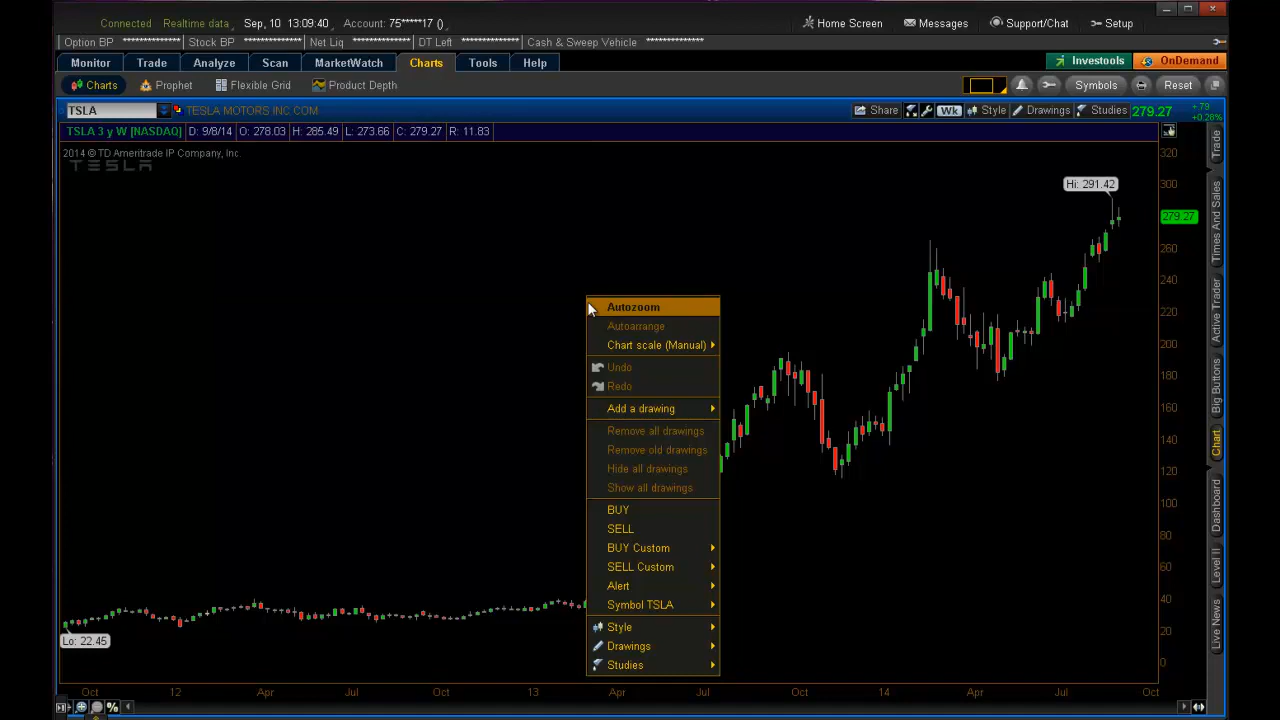 Connected Realtime data Sep, 10 13:09:40 Account: 75*****17 () Home Screen Messages Support/Chat Setup
Option BP ************** Stock BP ************** Net Liq ************** DT Left ************** Cash & Sweep Vehicle **************
Monitor Trade Analyze Scan MarketWatch Charts Tools Help Investools OnDemand
Charts Prophet Flexible Grid Product Depth Symbols Reset
TSLA TESLA MOTORS INC COM Share Wk Style Drawings Studies 279.27 +.79 +0.28%
TSLA 3 y W [NASDAQ] D: 9/8/14 O: 278.03 H: 285.49 L: 273.66 C: 279.27 R: 11.83
2014 © TD Ameritrade IP Company, Inc.
TESLA
Hi: 291.42
Lo: 22.45
Autozoom
Autoarrange
Chart scale (Manual)
Undo
Redo
Add a drawing
Remove all drawings
Remove old drawings
Hide all drawings
Show all drawings
BUY
SELL
BUY Custom
SELL Custom
Alert
Symbol TSLA
Style
Drawings
Studies
320
300
279.27
260
240
220
200
180
160
140
120
100
80
60
40
20
0
Oct 12 Apr Jul Oct 13 Apr Jul Oct 14 Apr Jul Oct
%
Trade
Times And Sales
Active Trader
Big Buttons
Chart
Dashboard
Level II
Live News